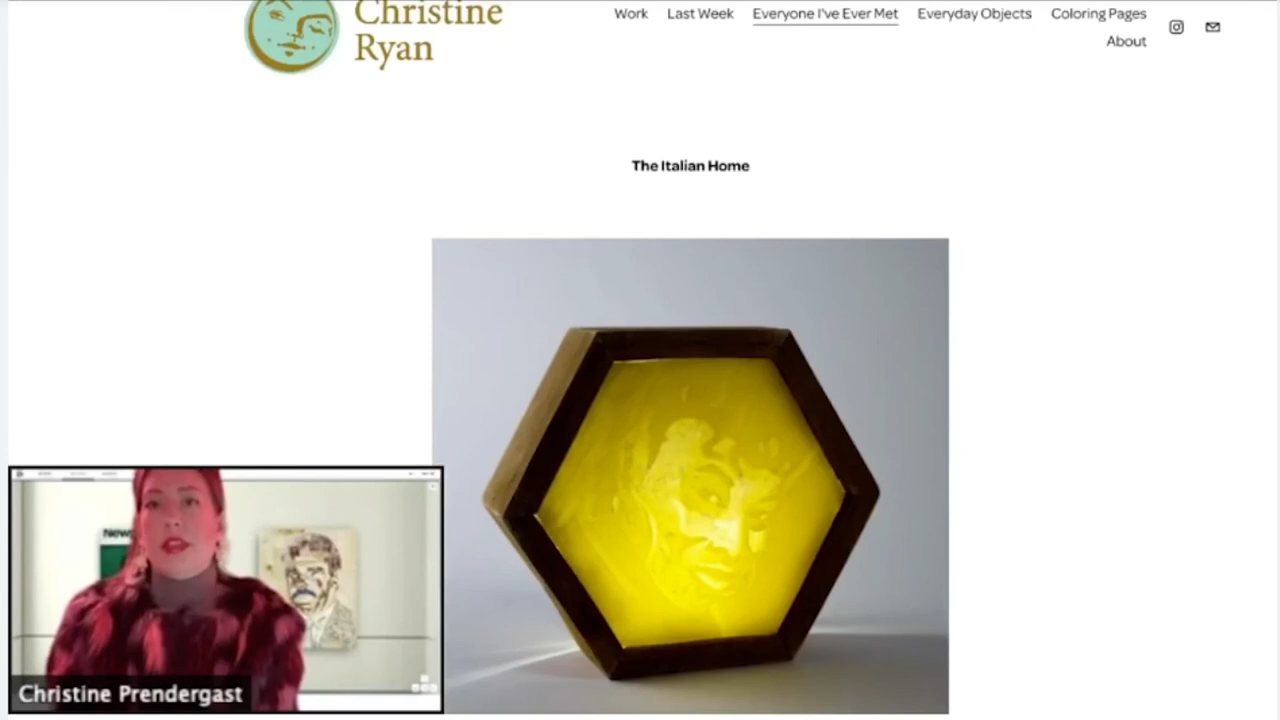 Christine
Ryan
Work Last Week Everyone I've Ever Met Everyday Objects Coloring Pages
About
The Italian Home
New
Christine Prendergast